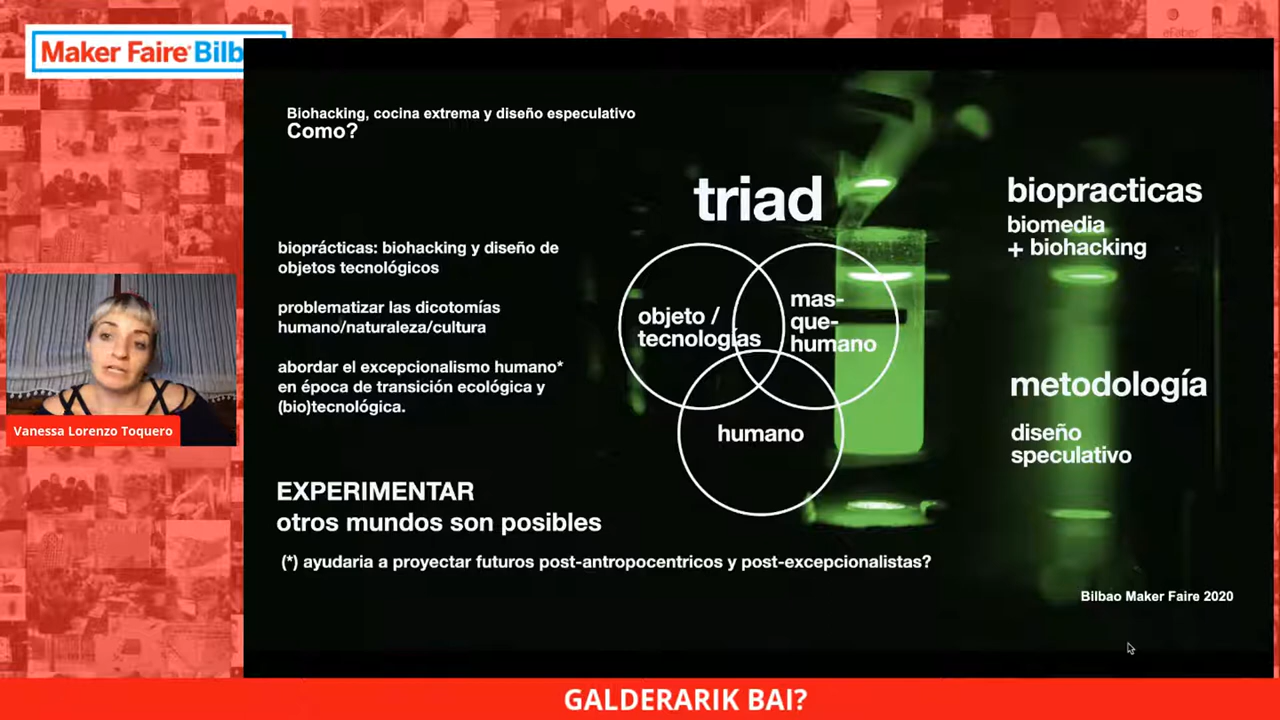 Maker Faire Bilb
eFaber
Biohacking, cocina extrema y diseño especulativo
Como?
triad
bioprácticas: biohacking y diseño de
objetos tecnológicos
problematizar las dicotomías
humano/naturaleza/cultura
abordar el excepcionalismo humano*
en época de transición ecológica y
(bio)tecnológica.
objeto /
tecnologías
mas-
que-
humano
humano
biopracticas
biomedia
+ biohacking
metodología
diseño
speculativo
EXPERIMENTAR
otros mundos son posibles
(*) ayudaria a proyectar futuros post-antropocentricos y post-excepcionalistas?
Bilbao Maker Faire 2020
Vanessa Lorenzo Toquero
GALDERARIK BAI?